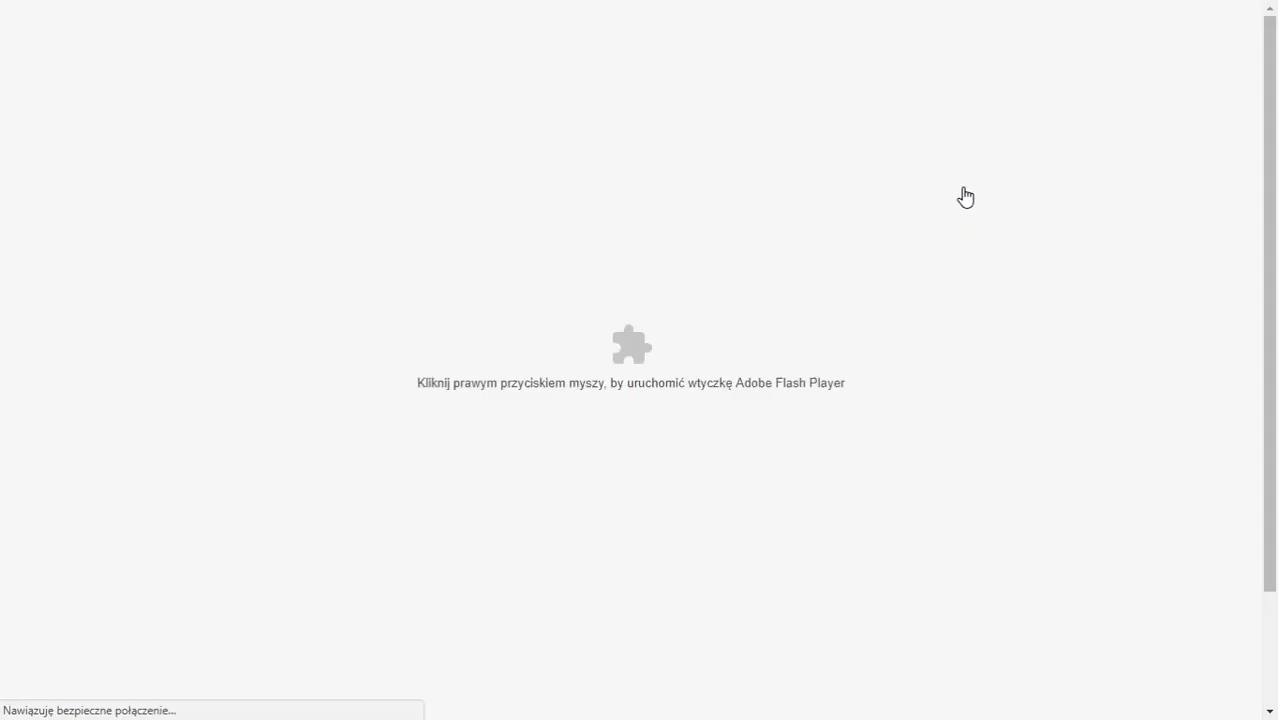 Kliknij prawym przyciskiem myszy, by uruchomić wtyczkę Adobe Flash Player
Nawiązuję bezpieczne połączenie...